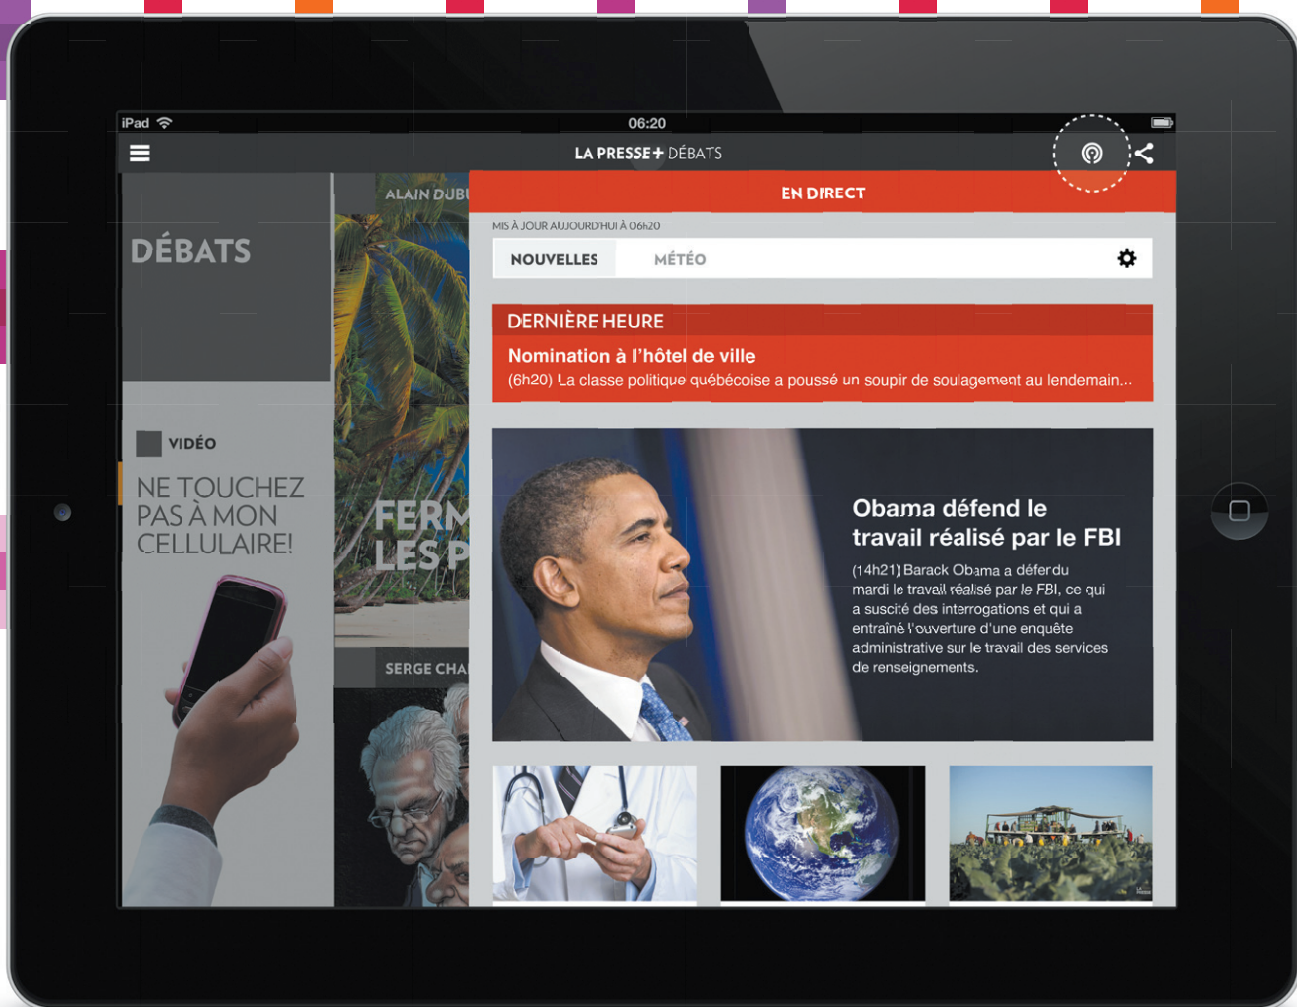 iPad
06:20
LA PRESSE+ DÉBATS
EN DIRECT
MIS À JOUR AUJOURD'HUI À 06h20
NOUVELLES
MÉTÉO
DERNIÈRE HEURE
Nomination à l'hôtel de ville
(6h20) La classe politique québécoise a poussé un soupir de soulagement au lendemain...
Obama défend le
travail réalisé par le FBI
(14h21) Barack Obama a défendu
mardi le travail réalisé par le FBI, ce qui
a suscité des interrogations et qui a
entraîné l'ouverture d'une enquête
administrative sur le travail des services
de renseignements.
DÉBATS
VIDÉO
NE TOUCHEZ
PAS À MON
CELLULAIRE!
ALAIN DUBU
FERM
LES P
SERGE CHA